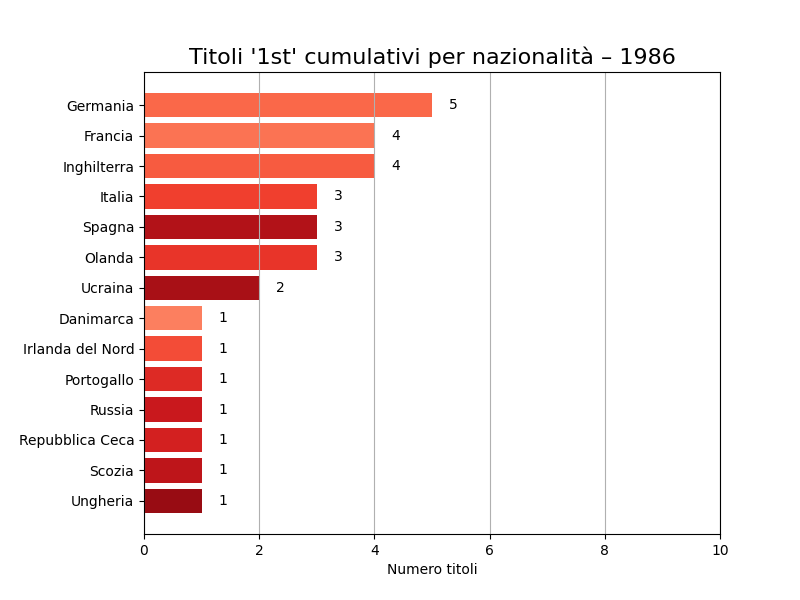 Titoli '1st' cumulativi per nazionalità – 1986
Germania 5
Francia 4
Inghilterra 4
Italia 3
Spagna 3
Olanda 3
Ucraina 2
Danimarca 1
Irlanda del Nord 1
Portogallo 1
Russia 1
Repubblica Ceca 1
Scozia 1
Ungheria 1
0 2 4 6 8 10
Numero titoli